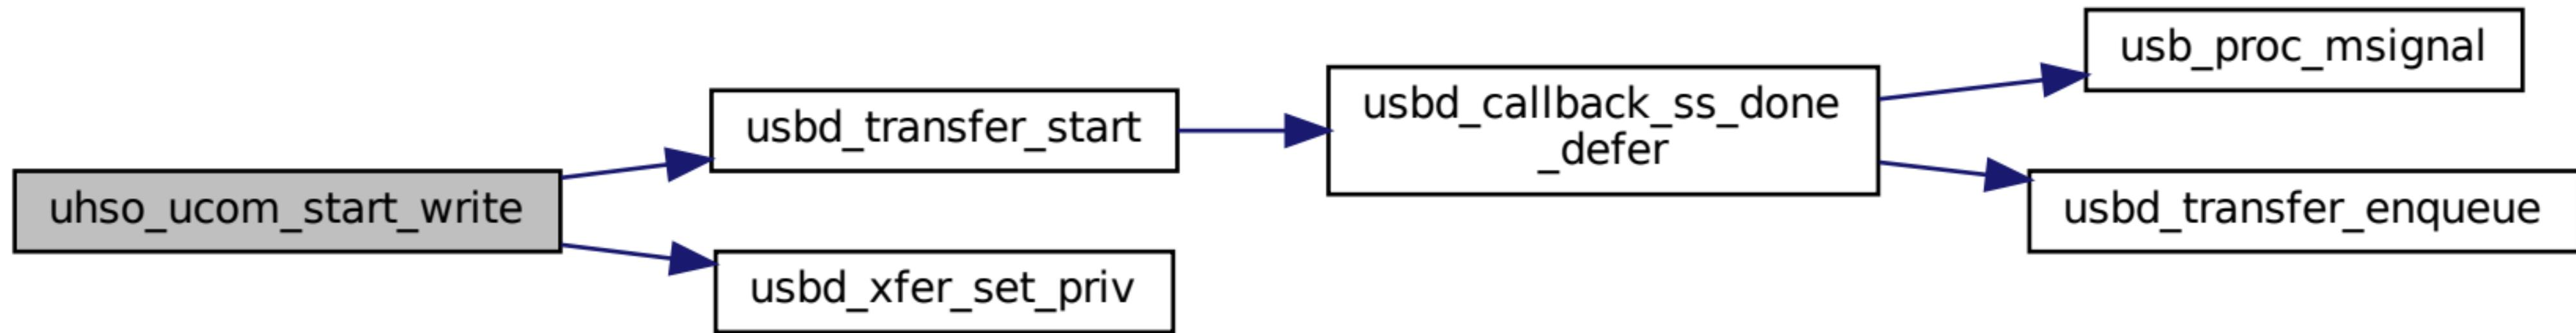 uhso_ucom_start_write
usbd_transfer_start
usbd_xfer_set_priv
usbd_callback_ss_done
_defer
usb_proc_msignal
usbd_transfer_enqueue